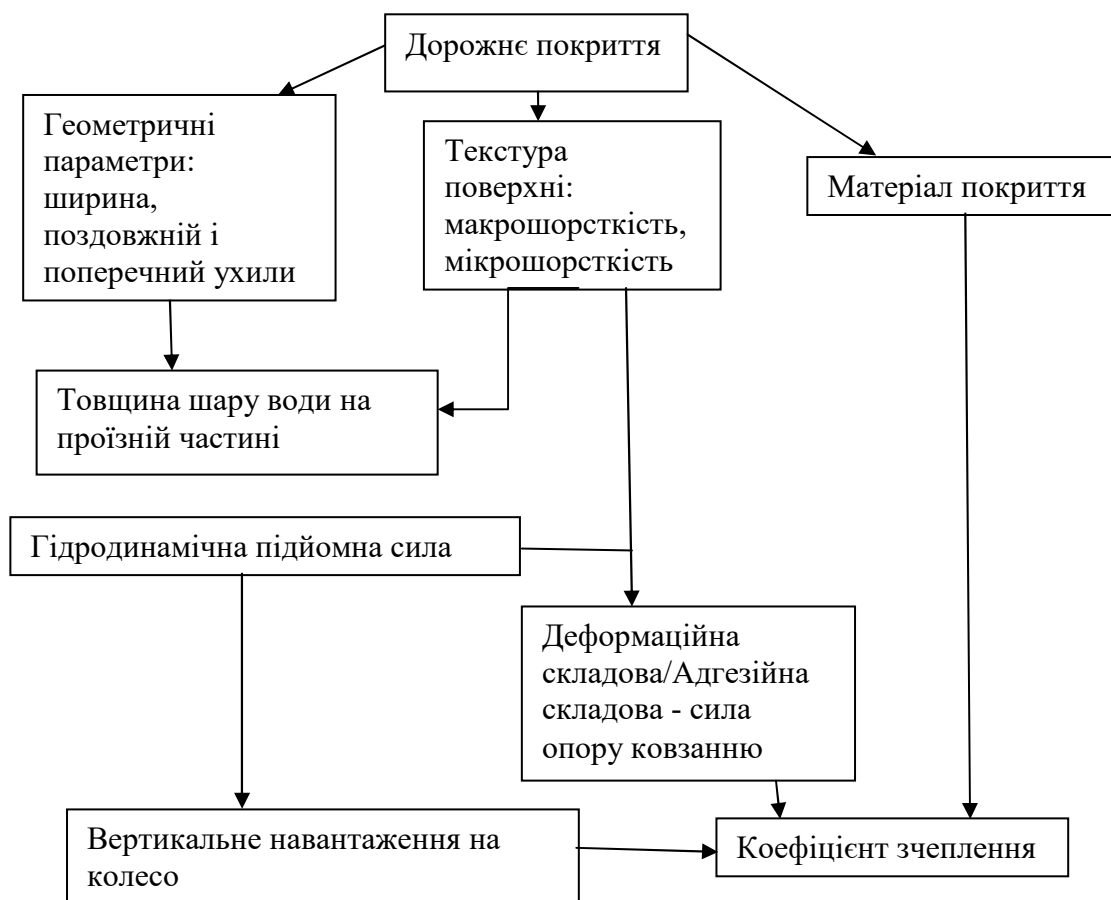 Дорожнє покриття
Геометричні
параметри:
ширина,
поздовжній і
поперечний ухили
Текстура
поверхні:
макрошорсткість,
мікрошорсткість
Матеріал покриття
Товщина шару води на
проїзній частині
Гідродинамічна підйомна сила
Деформаційна
складова/Адгезійна
складова - сила
опору ковзанню
Вертикальне навантаження на
колесо
Коефіцієнт зчеплення